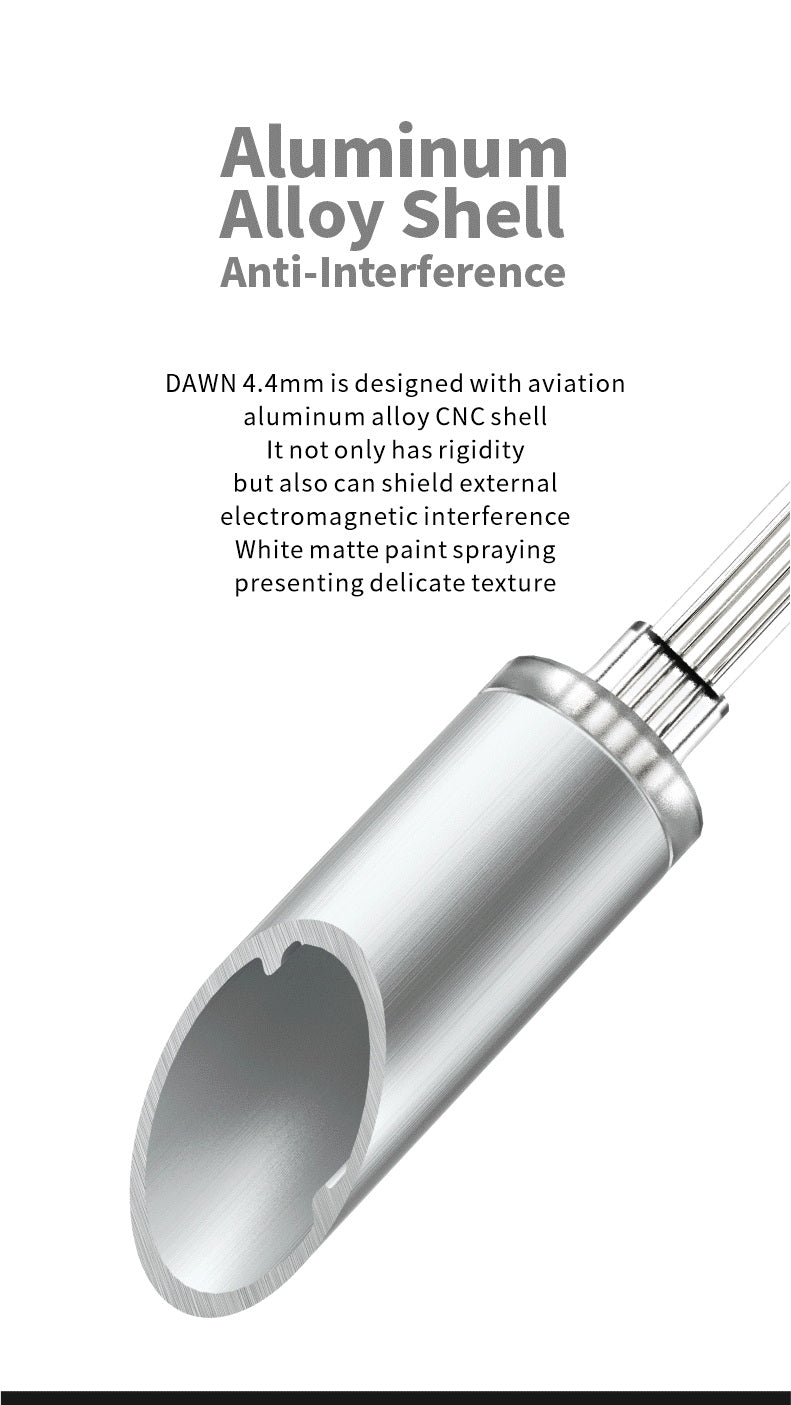 Aluminum
Alloy Shell
Anti-Interference
DAWN 4.4mm is designed with aviation
aluminum alloy CNC shell
It not only has rigidity
but also can shield external
electromagnetic interference
White matte paint spraying
presenting delicate texture